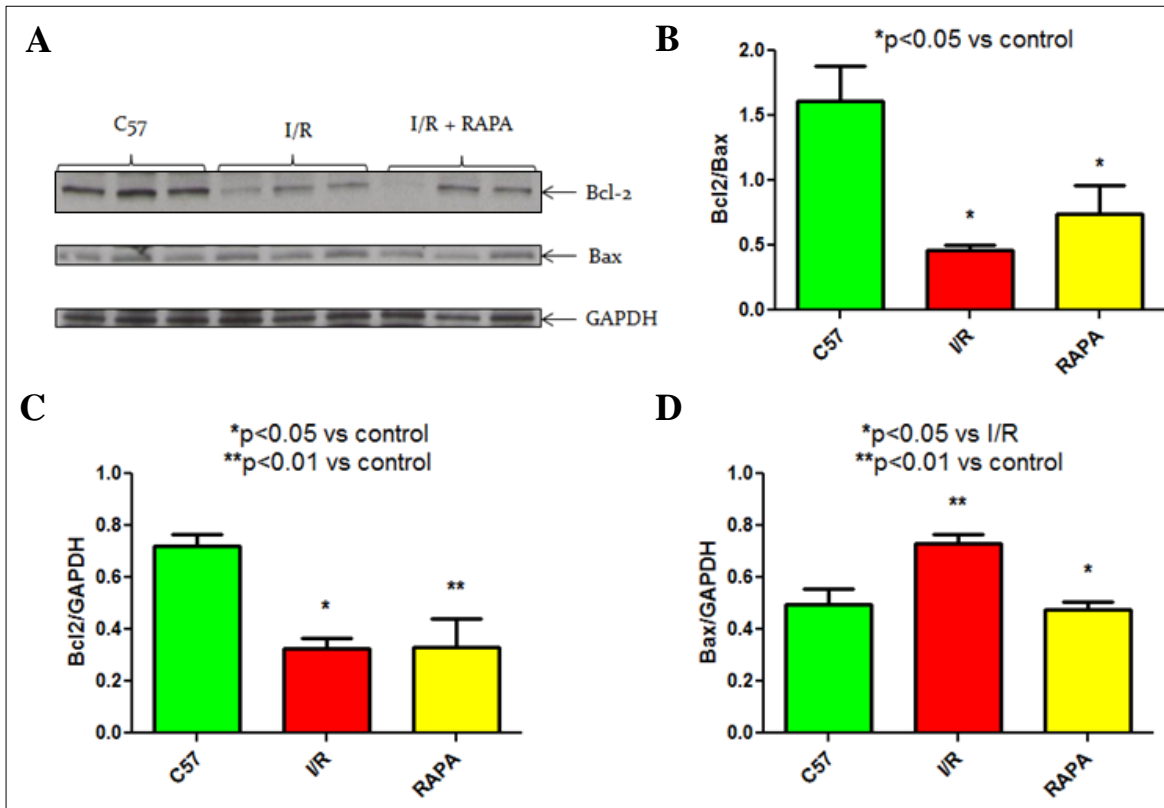 A
C57
I/R
I/R + RAPA
Bcl-2
Bax
GAPDH
B
*p<0.05 vs control
Bcl2/Bax
2.0
1.5
1.0
0.5
0.0
*
*
C57
I/R
RAPA
C
*p<0.05 vs control
**p<0.01 vs control
Bcl2/GAPDH
1.0
0.8
0.6
0.4
0.2
0.0
*
**
C57
I/R
RAPA
D
*p<0.05 vs I/R
**p<0.01 vs control
Bax/GAPDH
1.0
0.8
0.6
0.4
0.2
0.0
**
*
C57
I/R
RAPA